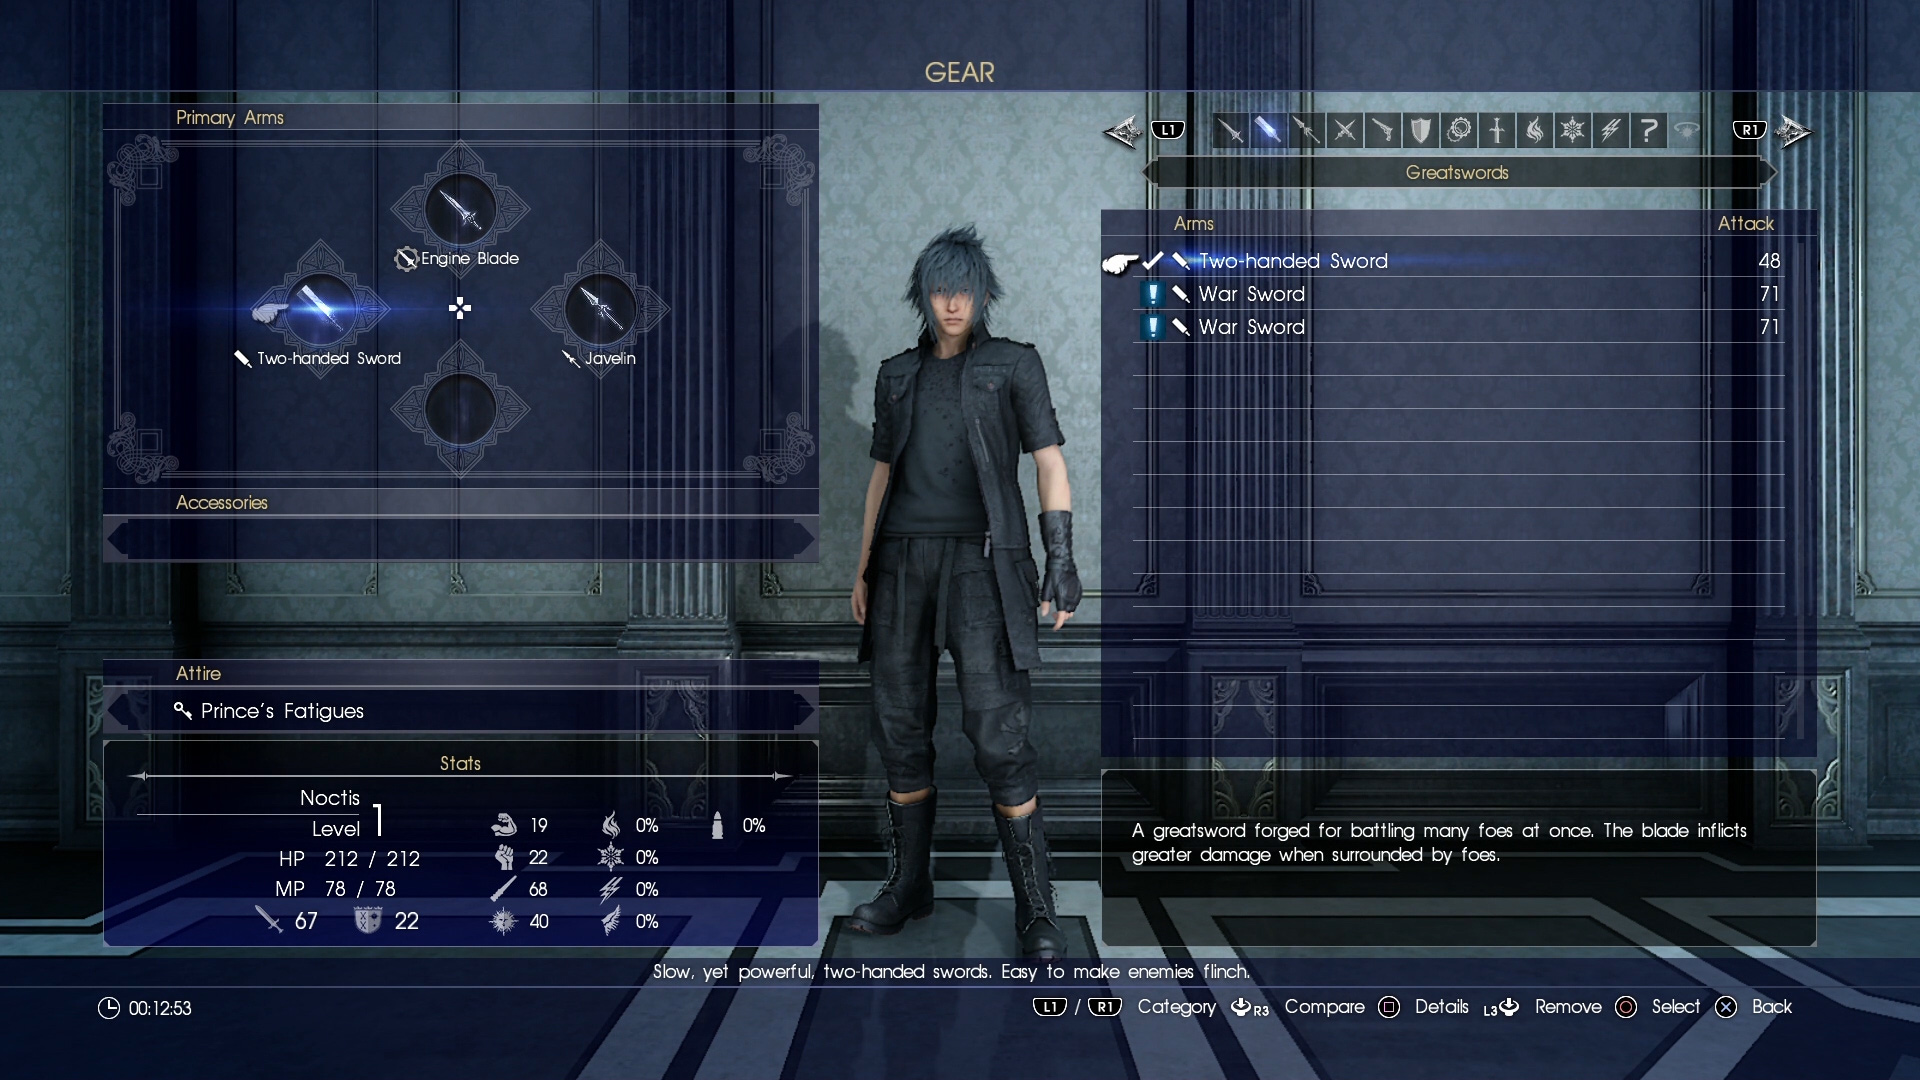 GEAR
Primary Arms
Engine Blade
Two-handed Sword
Javelin
Accessories
Attire
Prince's Fatigues
Stats
Noctis
Level 1
HP 212 / 212
MP 78 / 78
67 22
19 0% 0%
22 0%
68 0%
40 0%
L1 ? R1
Greatswords
Arms Attack
Two-handed Sword 48
! War Sword 71
! War Sword 71
A greatsword forged for battling many foes at once. The blade inflicts
greater damage when surrounded by foes.
Slow, yet powerful, two-handed swords. Easy to make enemies flinch.
00:12:53
L1 / R1 Category R3 Compare Details L3 Remove Select Back